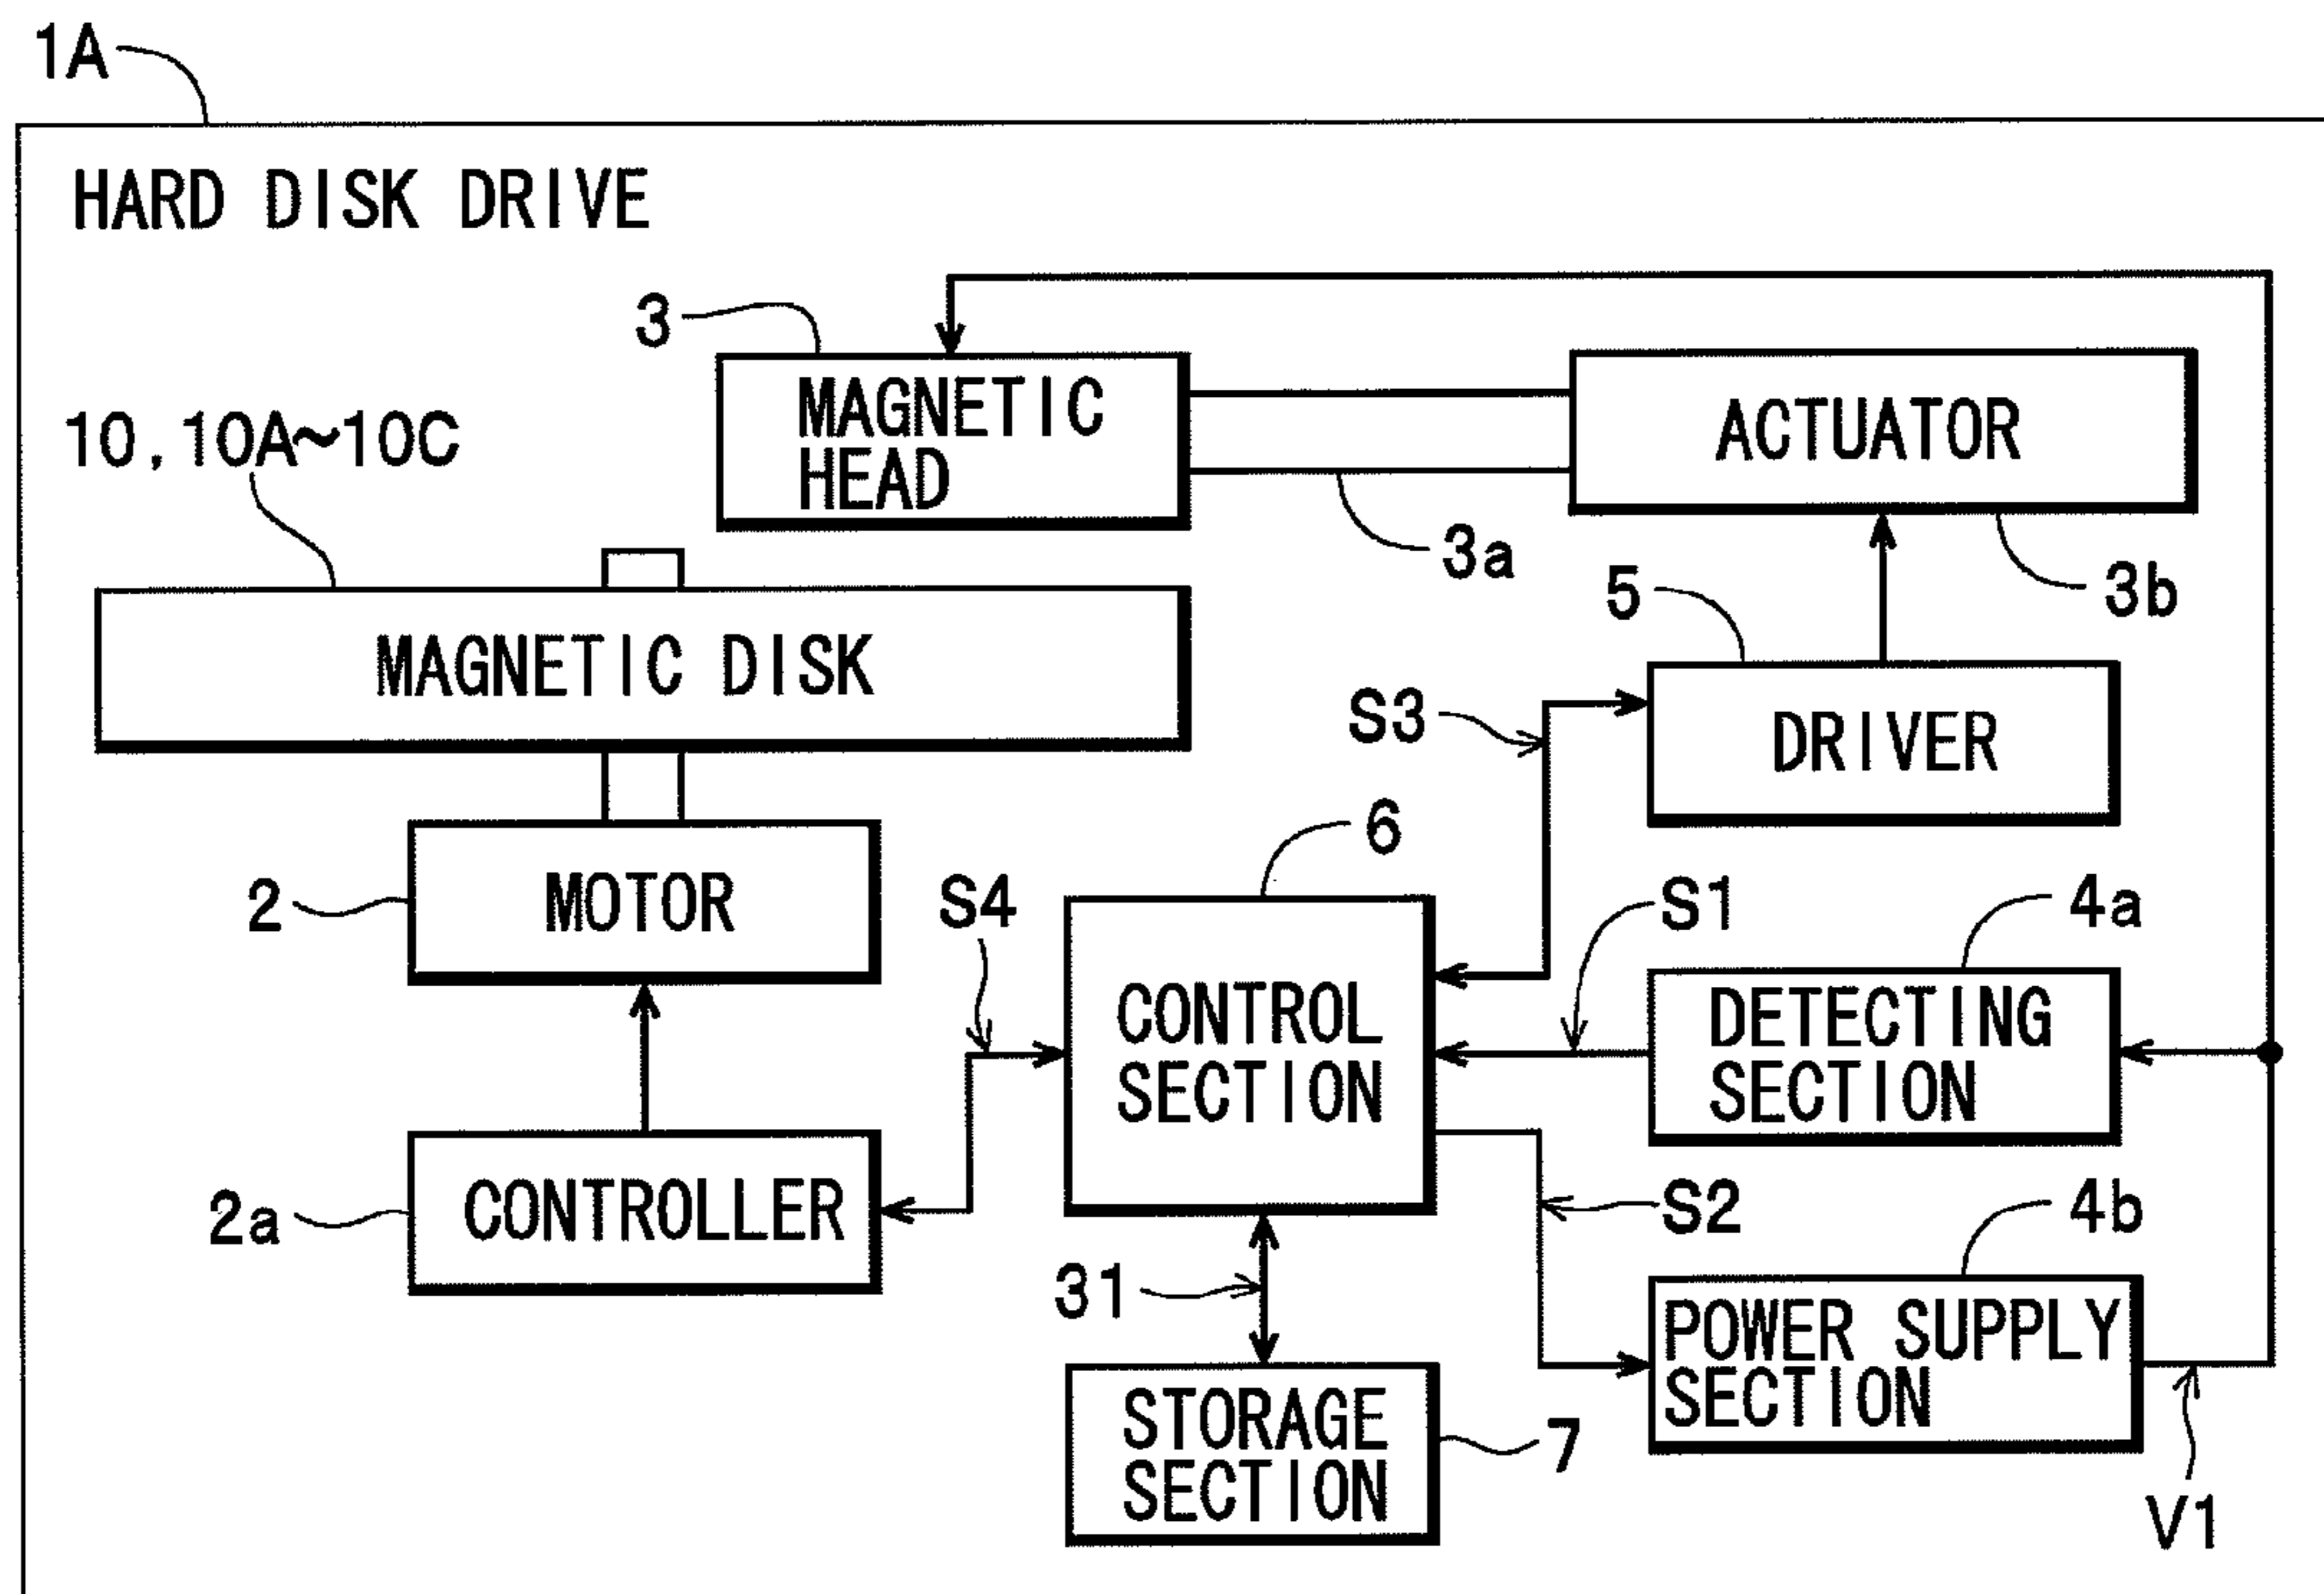 1A
HARD DISK DRIVE
3
MAGNETIC
HEAD
ACTUATOR
10, 10A~10C
3a
3b
5
MAGNETIC DISK
S3
DRIVER
6
2
MOTOR
S4
S1
4a
CONTROL
SECTION
DETECTING
SECTION
2a
CONTROLLER
S2
4b
31
POWER SUPPLY
SECTION
STORAGE
SECTION
7
V1